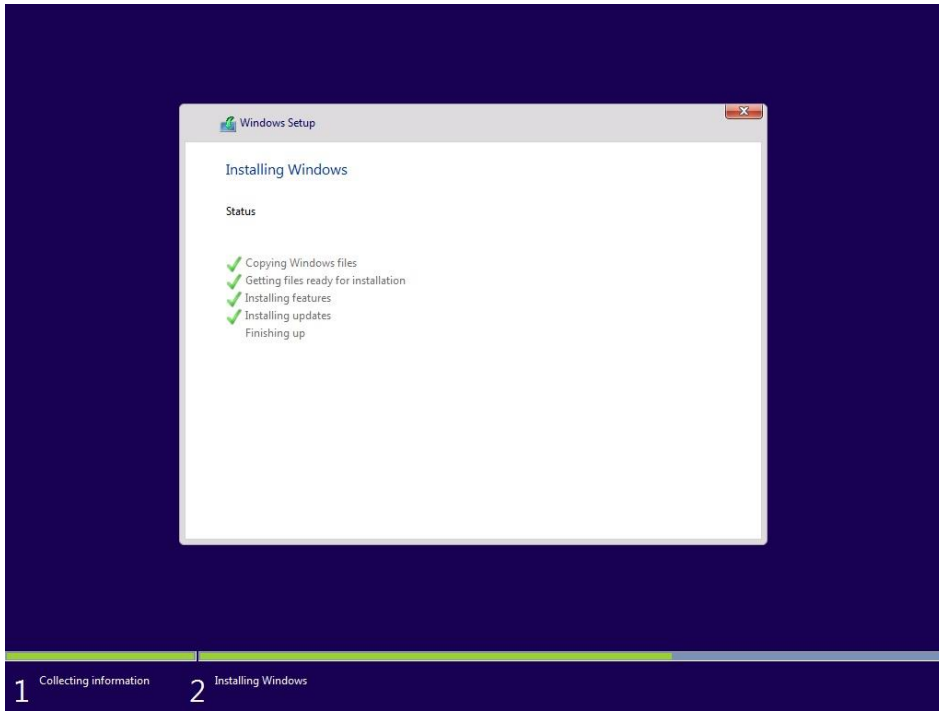 Windows Setup
Installing Windows
Status
Copying Windows files
Getting files ready for installation
Installing features
Installing updates
Finishing up
1 Collecting information 2 Installing Windows